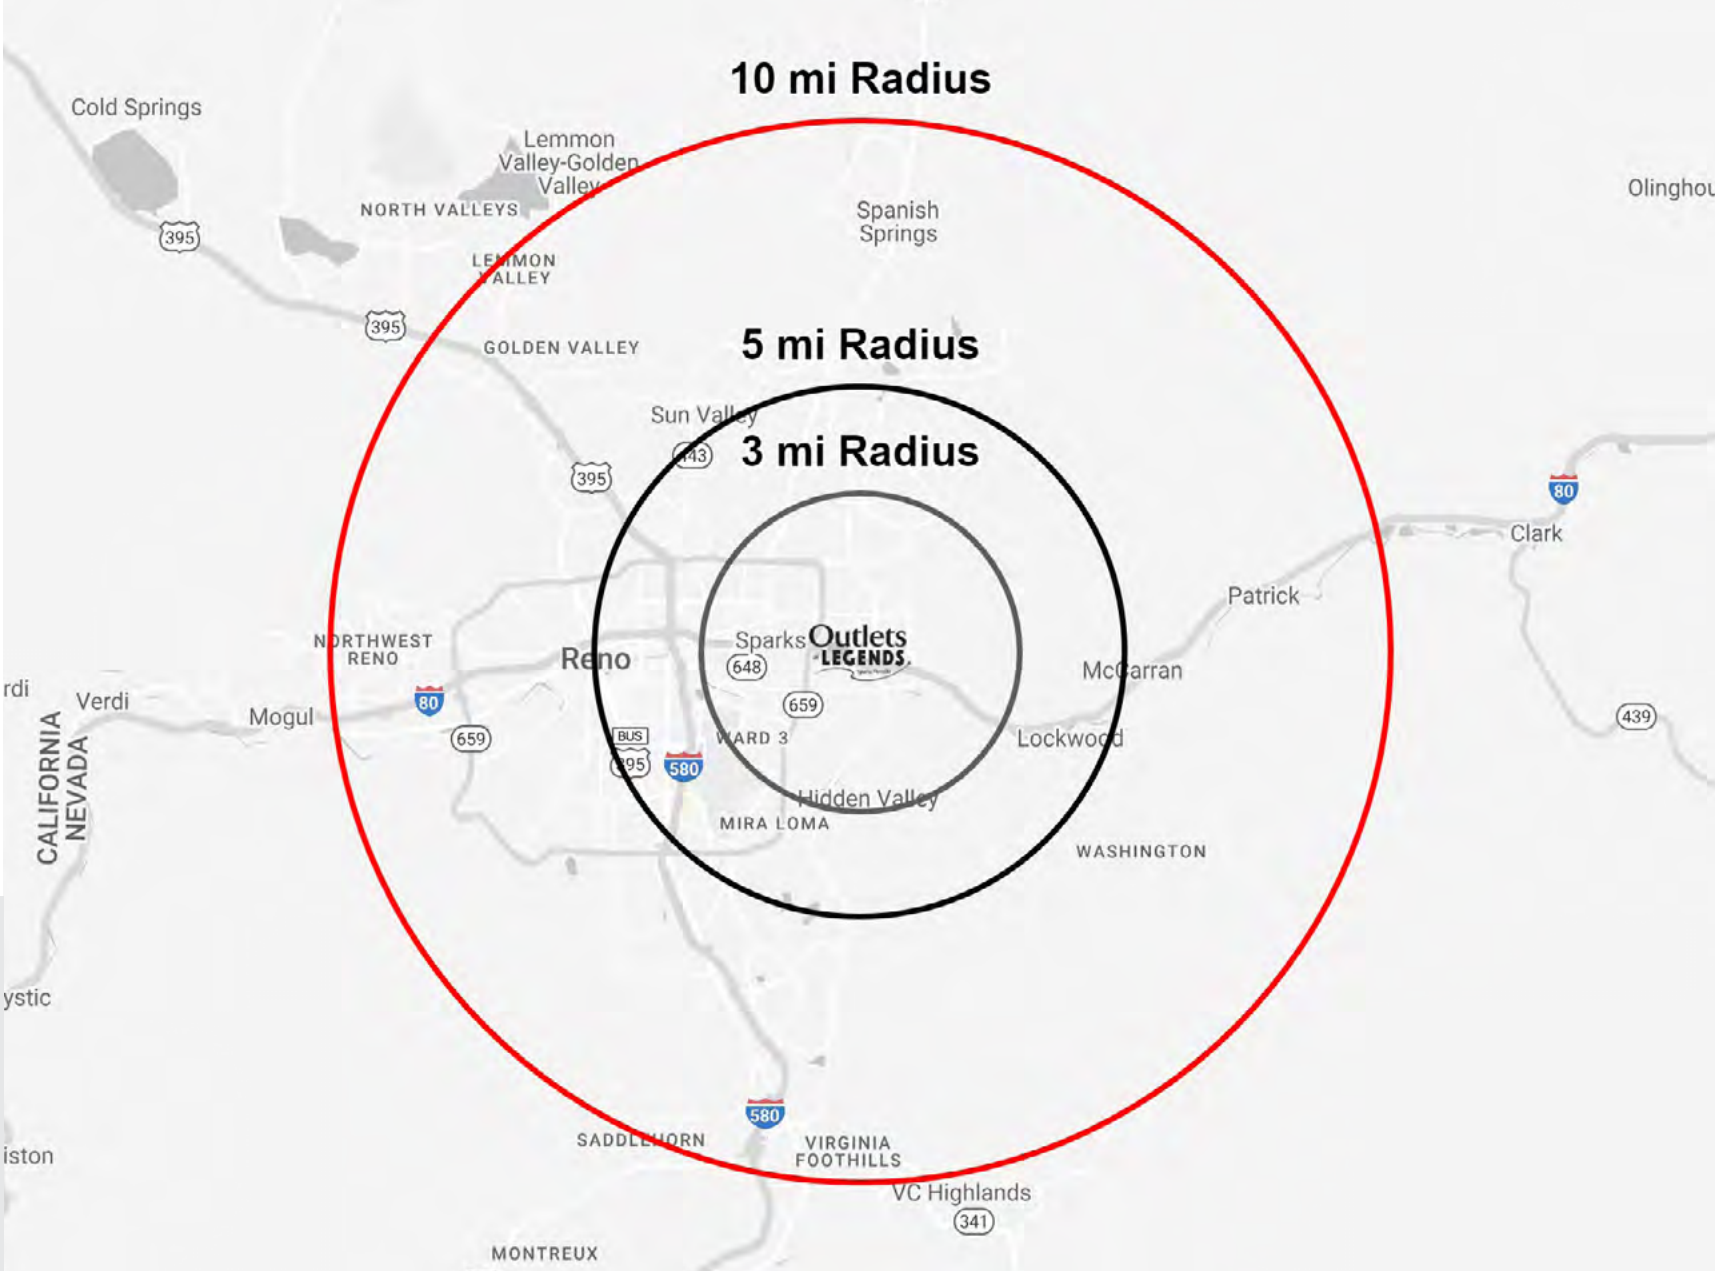 10 mi Radius
Cold Springs
Lemmon
Valley-Golden
Valley
Olinghou
NORTH VALLEYS
Spanish
Springs
395
LEMMON
VALLEY
395
GOLDEN VALLEY
5 mi Radius
Sun Valley
443
3 mi Radius
395
80
Clark
Patrick
NORTHWEST
RENO
Reno
Sparks
648
Outlets
LEGENDS
McCarran
rdi
Verdi
80
Mogul
659
659
439
CALIFORNIA
NEVADA
BUS
395
580
WARD 3
Lockwood
Hidden Valley
MIRA LOMA
WASHINGTON
ystic
580
SADDLEHORN
VIRGINIA
FOOTHILLS
iston
VC Highlands
341
MONTREUX